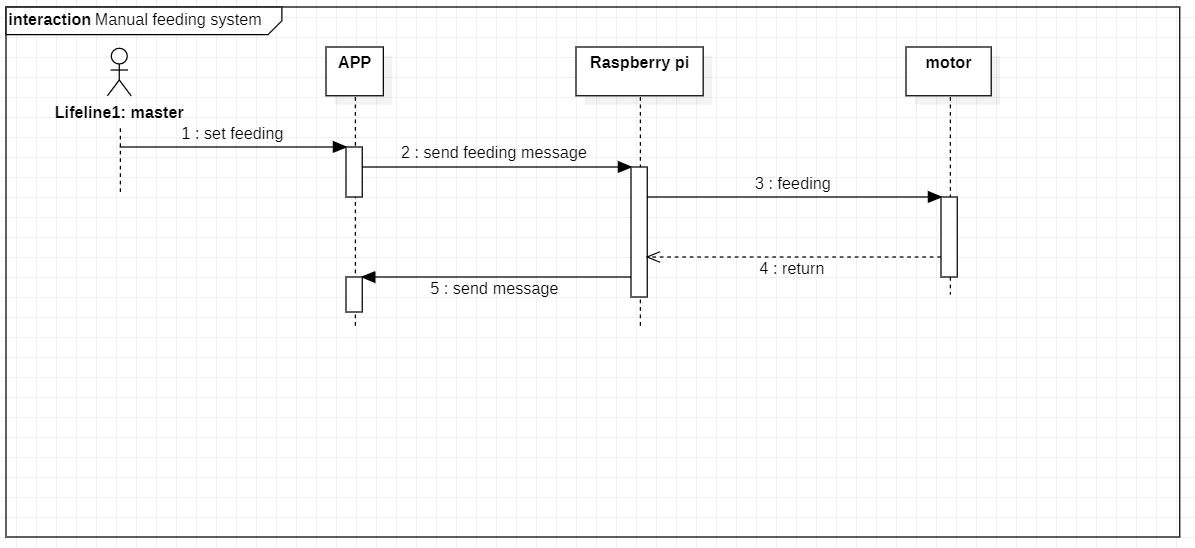 interaction Manual feeding system
APP
Raspberry pi
motor
Lifeline1: master
1 : set feeding
2 : send feeding message
3 : feeding
4 : return
5 : send message